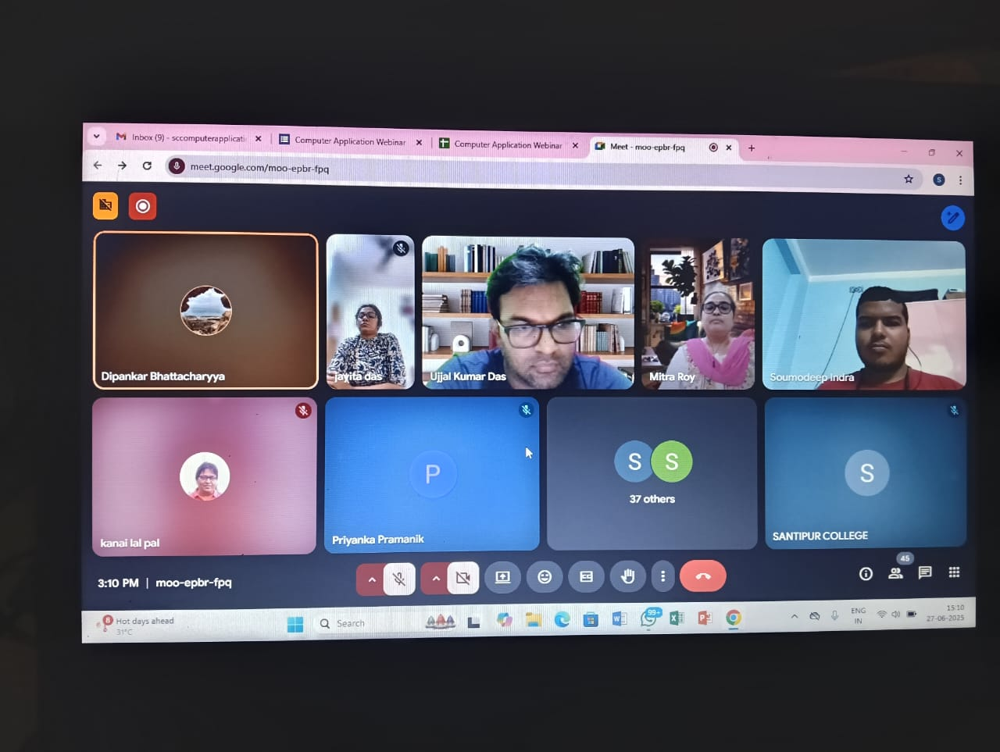 Inbox (9) - sccomputerapplicati
Computer Application Webinar
Computer Application Webinar
Meet - moo-epbr-fpq
meet.google.com/moo-epbr-fpq
S
Dipankar Bhattacharyya
jayita das
Ujjal Kumar Das
Mitra Roy
Soumodeep Indra
kanai lal pal
P
Priyanka Pramanik
S S
37 others
S
SANTIPUR COLLEGE
3:10 PM | moo-epbr-fpq
45
8
Hot days ahead
31°C
Search
W
99+
X
P
ENG
IN
15:10
27-06-2025